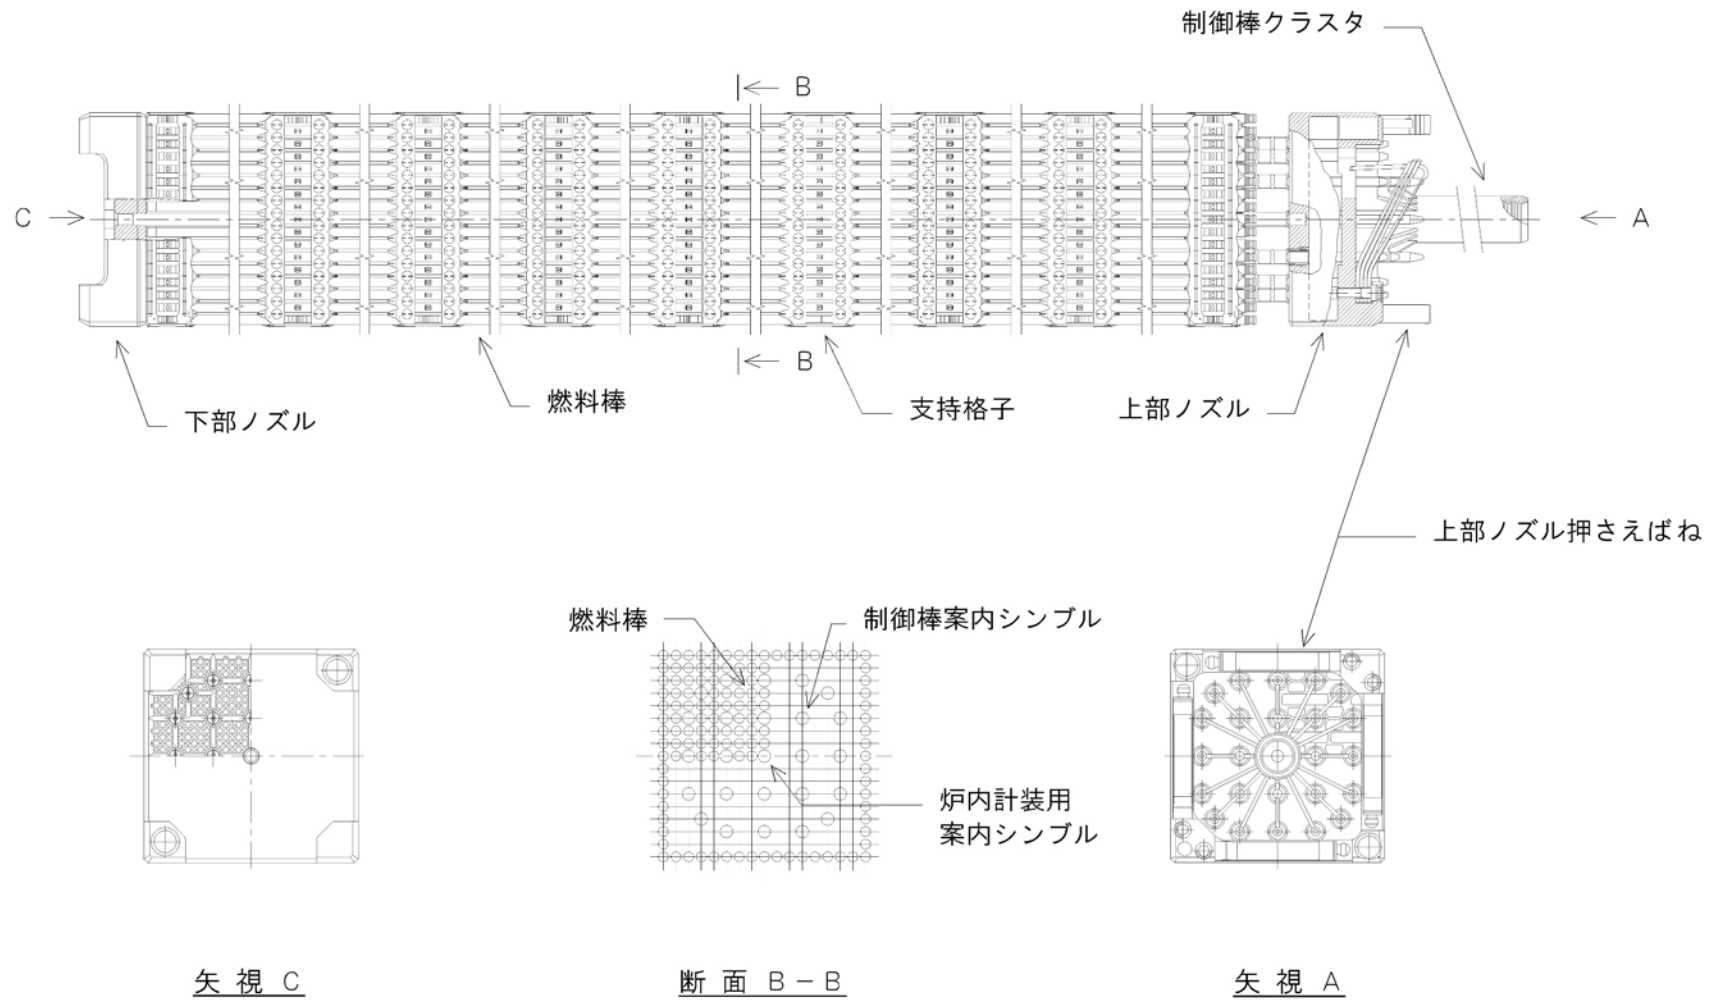 制御棒クラスタ
B
C
A
B
下部ノズル
燃料棒
支持格子
上部ノズル
上部ノズル押さえばね
燃料棒
制御棒案内シンブル
炉内計装用
案内シンブル
矢視 C
断面 B-B
矢視 A